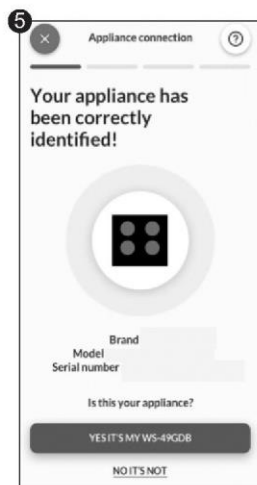 5
Appliance connection
?
Your appliance has
been correctly
identified!
Brand
Model
Serial number
Is this your appliance?
YES IT'S MY WS-49GDB
NO IT'S NOT